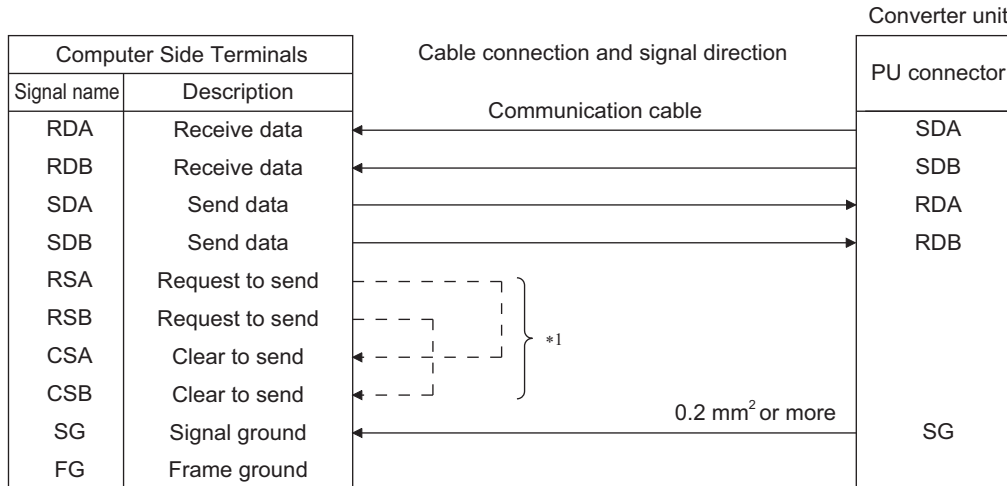 Converter unit
Computer Side Terminals
Cable connection and signal direction
PU connector
Signal name Description
Communication cable
RDA Receive data SDA
RDB Receive data SDB
SDA Send data RDA
SDB Send data RDB
RSA Request to send
RSB Request to send
*1
CSA Clear to send
CSB Clear to send
0.2 mm² or more
SG Signal ground SG
FG Frame ground